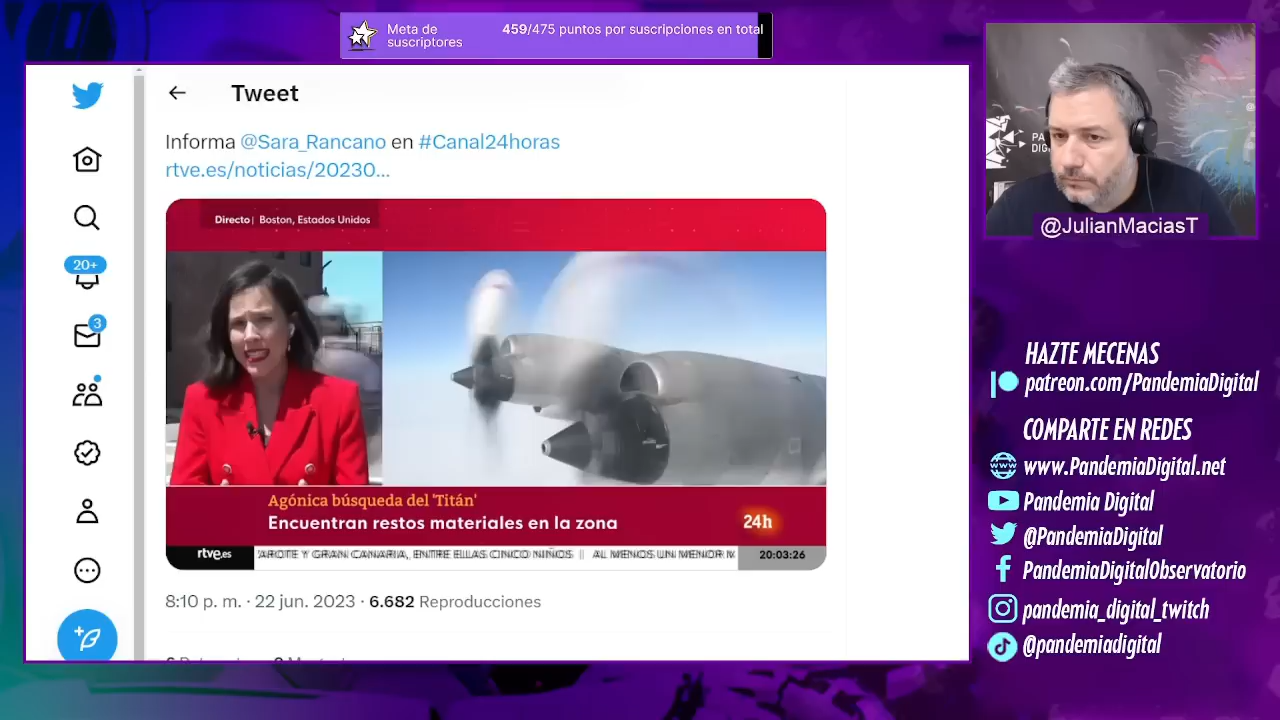 Meta de
suscriptores
459/475 puntos por suscripciones en total
Tweet
Informa @Sara_Rancano en #Canal24horas
rtve.es/noticias/20230...
20+
3
Directo | Boston, Estados Unidos
Agónica búsqueda del 'Titán'
Encuentran restos materiales en la zona
24h
rtve.es
AROTE Y GRAN CANARIA, ENTRE ELLAS CINCO NIÑOS || AL MENOS UN MENOR
20:03:26
8:10 p. m. · 22 jun. 2023 · 6.682 Reproducciones
@JulianMaciasT
HAZTE MECENAS
patreon.com/PandemiaDigital
COMPARTE EN REDES
www
www.PandemiaDigital.net
Pandemia Digital
@PandemiaDigital
PandemiaDigitalObservatorio
pandemia_digital_twitch
@pandemiadigital